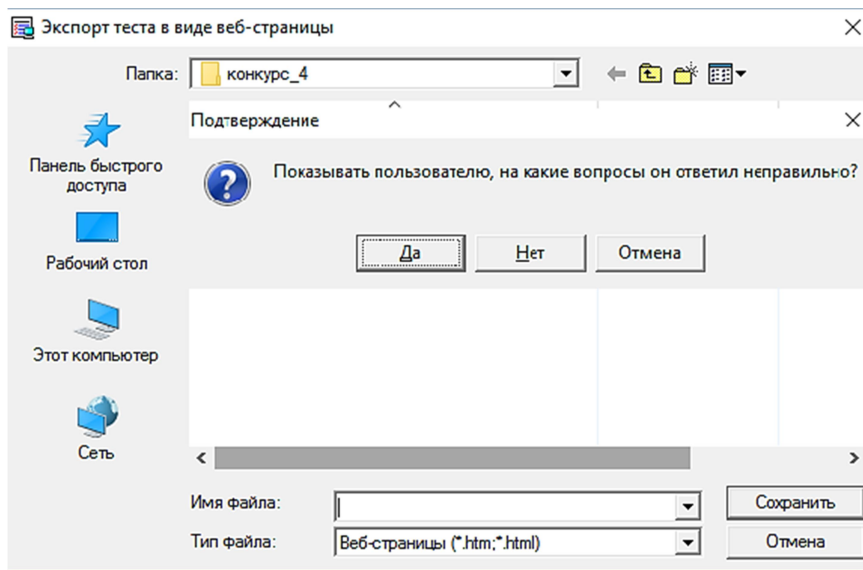 Экспорт теста в виде веб-страницы
Папка: конкурс_4
Подтверждение
Показывать пользователю, на какие вопросы он ответил неправильно?
Да Нет Отмена
Панель быстрого
доступа
Рабочий стол
Этот компьютер
Сеть
Имя файла: Сохранить
Тип файла: Веб-страницы (*.htm;*.html) Отмена